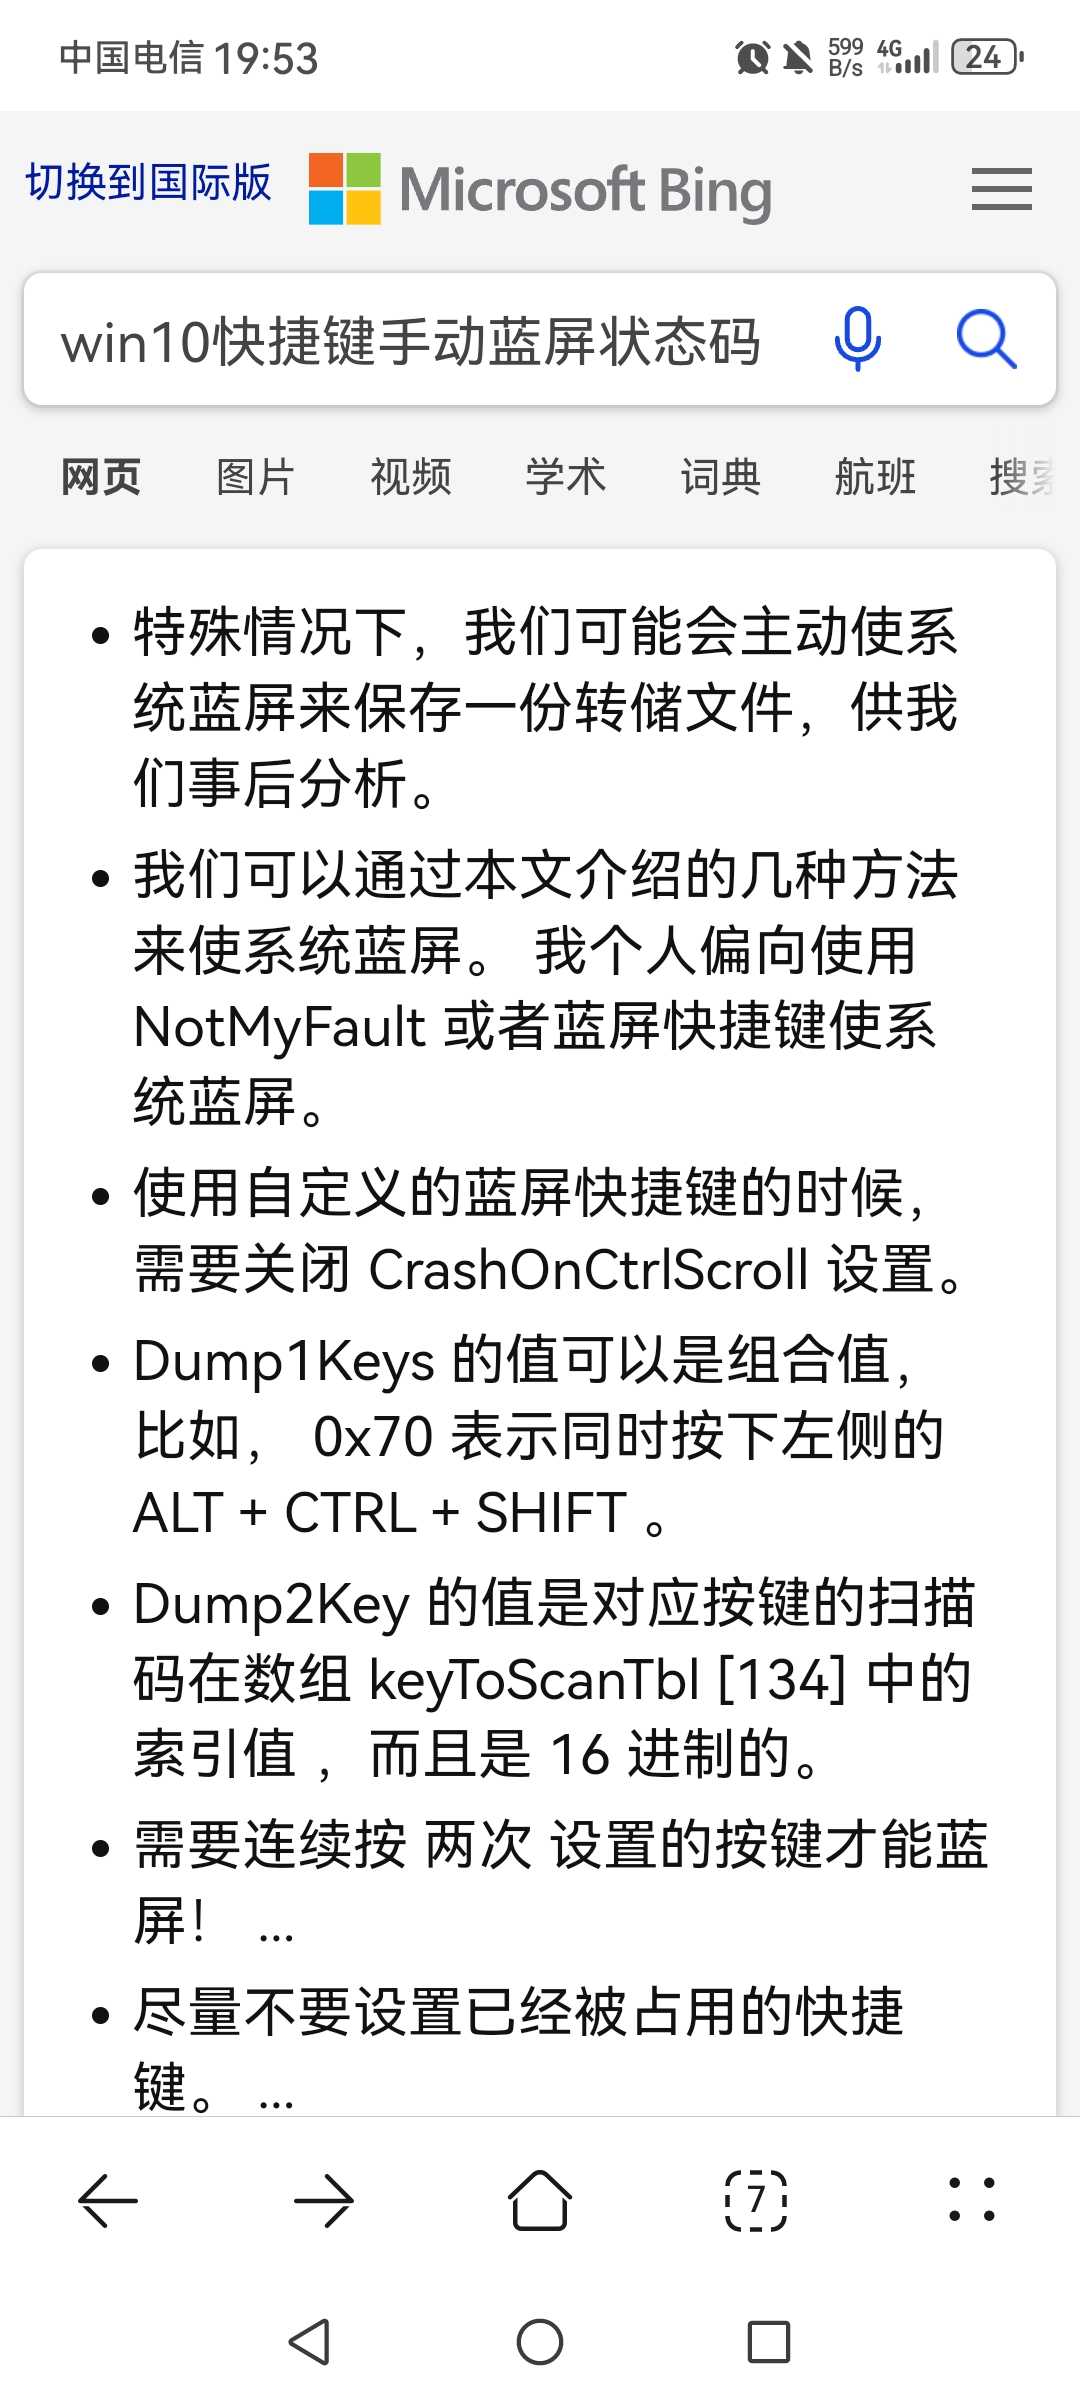 中国电信 19:53
599 B/s 4G 24
切换到国际版 Microsoft Bing
win10快捷键手动蓝屏状态码
网页 图片 视频 学术 词典 航班 搜索
特殊情况下，我们可能会主动使系
统蓝屏来保存一份转储文件，供我
们事后分析。
我们可以通过本文介绍的几种方法
来使系统蓝屏。 我个人偏向使用
NotMyFault 或者蓝屏快捷键使系
统蓝屏。
使用自定义的蓝屏快捷键的时候，
需要关闭 CrashOnCtrlScroll 设置。
Dump1Keys 的值可以是组合值，
比如， 0x70 表示同时按下左侧的
ALT + CTRL + SHIFT 。
Dump2Key 的值是对应按键的扫描
码在数组 keyToScanTbl [134] 中的
索引值 ，而且是 16 进制的。
需要连续按 两次 设置的按键才能蓝
屏！ ...
尽量不要设置已经被占用的快捷
键。 ...
7